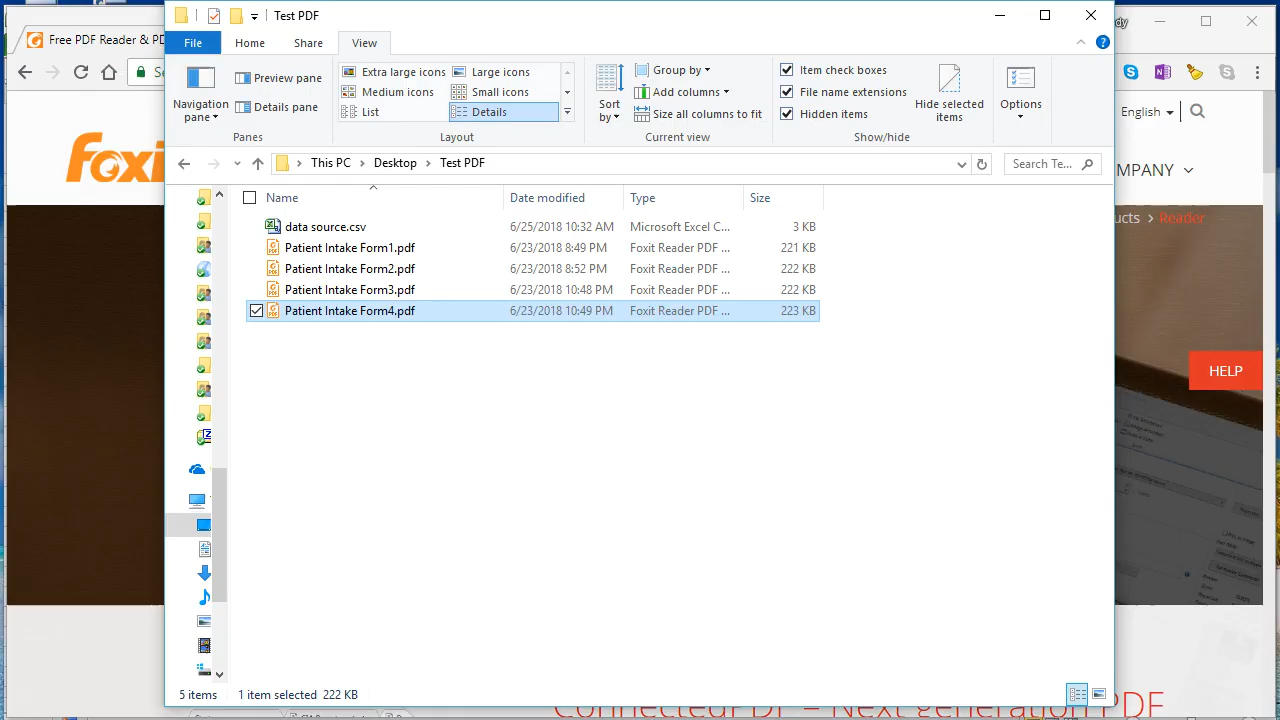 Test PDF
Free PDF Reader & PD
File Home Share View
Navigation pane
Preview pane
Details pane
Panes
Extra large icons Large icons
Medium icons Small icons
List Details
Layout
Sort by
Group by
Add columns
Size all columns to fit
Current view
Item check boxes
File name extensions
Hidden items
Hide selected items
Show/hide
Options
English
This PC Desktop Test PDF
Search Te...
foxi
MPANY
ucts > Reader
Name Date modified Type Size
data source.csv 6/25/2018 10:32 AM Microsoft Excel C... 3 KB
Patient Intake Form1.pdf 6/23/2018 8:49 PM Foxit Reader PDF ... 221 KB
Patient Intake Form2.pdf 6/23/2018 8:52 PM Foxit Reader PDF ... 222 KB
Patient Intake Form3.pdf 6/23/2018 10:48 PM Foxit Reader PDF ... 222 KB
Patient Intake Form4.pdf 6/23/2018 10:49 PM Foxit Reader PDF ... 223 KB
HELP
5 items 1 item selected 222 KB
ConnectedPDF – Next generation PDF